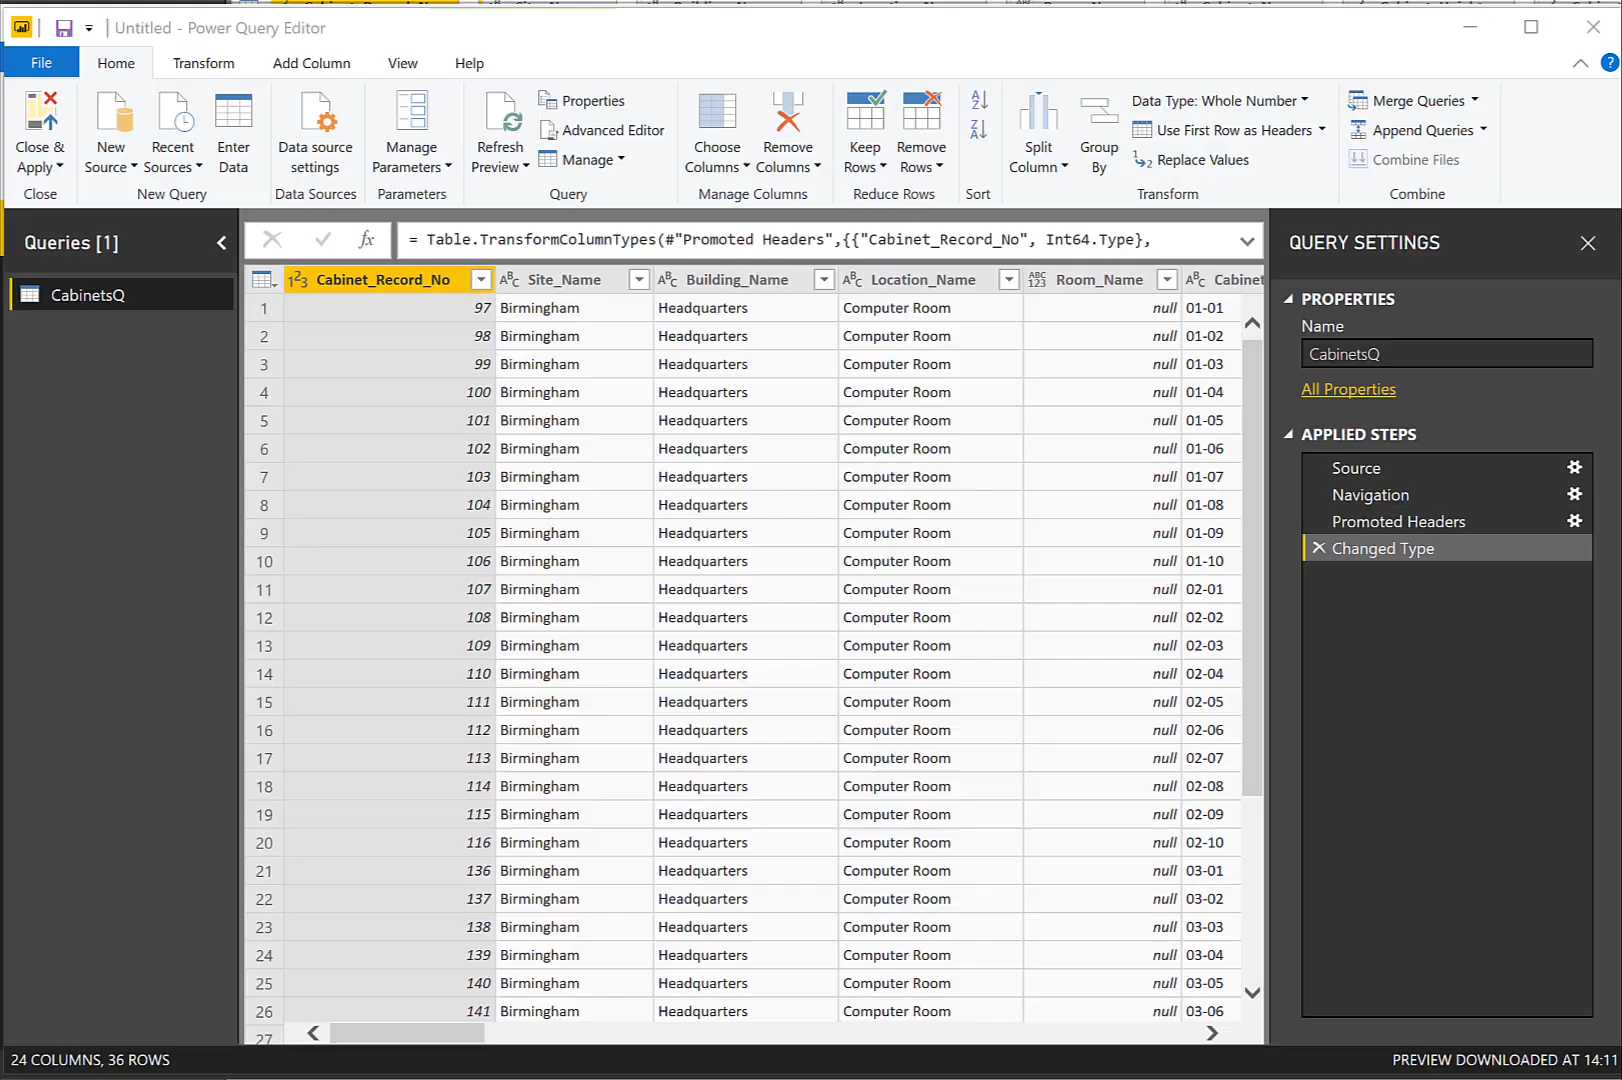 Untitled - Power Query Editor
File Home Transform Add Column View Help
Close & Apply
New Source
Recent Sources
Enter Data
Data source settings
Manage Parameters
Refresh Preview
Properties
Advanced Editor
Manage
Choose Columns
Remove Columns
Keep Rows
Remove Rows
Split Column
Group By
Data Type: Whole Number
Use First Row as Headers
Replace Values
Merge Queries
Append Queries
Combine Files
Close New Query Data Sources Parameters Query Manage Columns Reduce Rows Sort Transform Combine
Queries [1]
CabinetsQ
fx = Table.TransformColumnTypes(#"Promoted Headers",{{"Cabinet_Record_No", Int64.Type},
Cabinet_Record_No Site_Name Building_Name Location_Name Room_Name Cabinet
1 97 Birmingham Headquarters Computer Room null 01-01
2 98 Birmingham Headquarters Computer Room null 01-02
3 99 Birmingham Headquarters Computer Room null 01-03
4 100 Birmingham Headquarters Computer Room null 01-04
5 101 Birmingham Headquarters Computer Room null 01-05
6 102 Birmingham Headquarters Computer Room null 01-06
7 103 Birmingham Headquarters Computer Room null 01-07
8 104 Birmingham Headquarters Computer Room null 01-08
9 105 Birmingham Headquarters Computer Room null 01-09
10 106 Birmingham Headquarters Computer Room null 01-10
11 107 Birmingham Headquarters Computer Room null 02-01
12 108 Birmingham Headquarters Computer Room null 02-02
13 109 Birmingham Headquarters Computer Room null 02-03
14 110 Birmingham Headquarters Computer Room null 02-04
15 111 Birmingham Headquarters Computer Room null 02-05
16 112 Birmingham Headquarters Computer Room null 02-06
17 113 Birmingham Headquarters Computer Room null 02-07
18 114 Birmingham Headquarters Computer Room null 02-08
19 115 Birmingham Headquarters Computer Room null 02-09
20 116 Birmingham Headquarters Computer Room null 02-10
21 136 Birmingham Headquarters Computer Room null 03-01
22 137 Birmingham Headquarters Computer Room null 03-02
23 138 Birmingham Headquarters Computer Room null 03-03
24 139 Birmingham Headquarters Computer Room null 03-04
25 140 Birmingham Headquarters Computer Room null 03-05
26 141 Birmingham Headquarters Computer Room null 03-06
27
QUERY SETTINGS
PROPERTIES
Name
CabinetsQ
All Properties
APPLIED STEPS
Source
Navigation
Promoted Headers
Changed Type
24 COLUMNS, 36 ROWS
PREVIEW DOWNLOADED AT 14:11